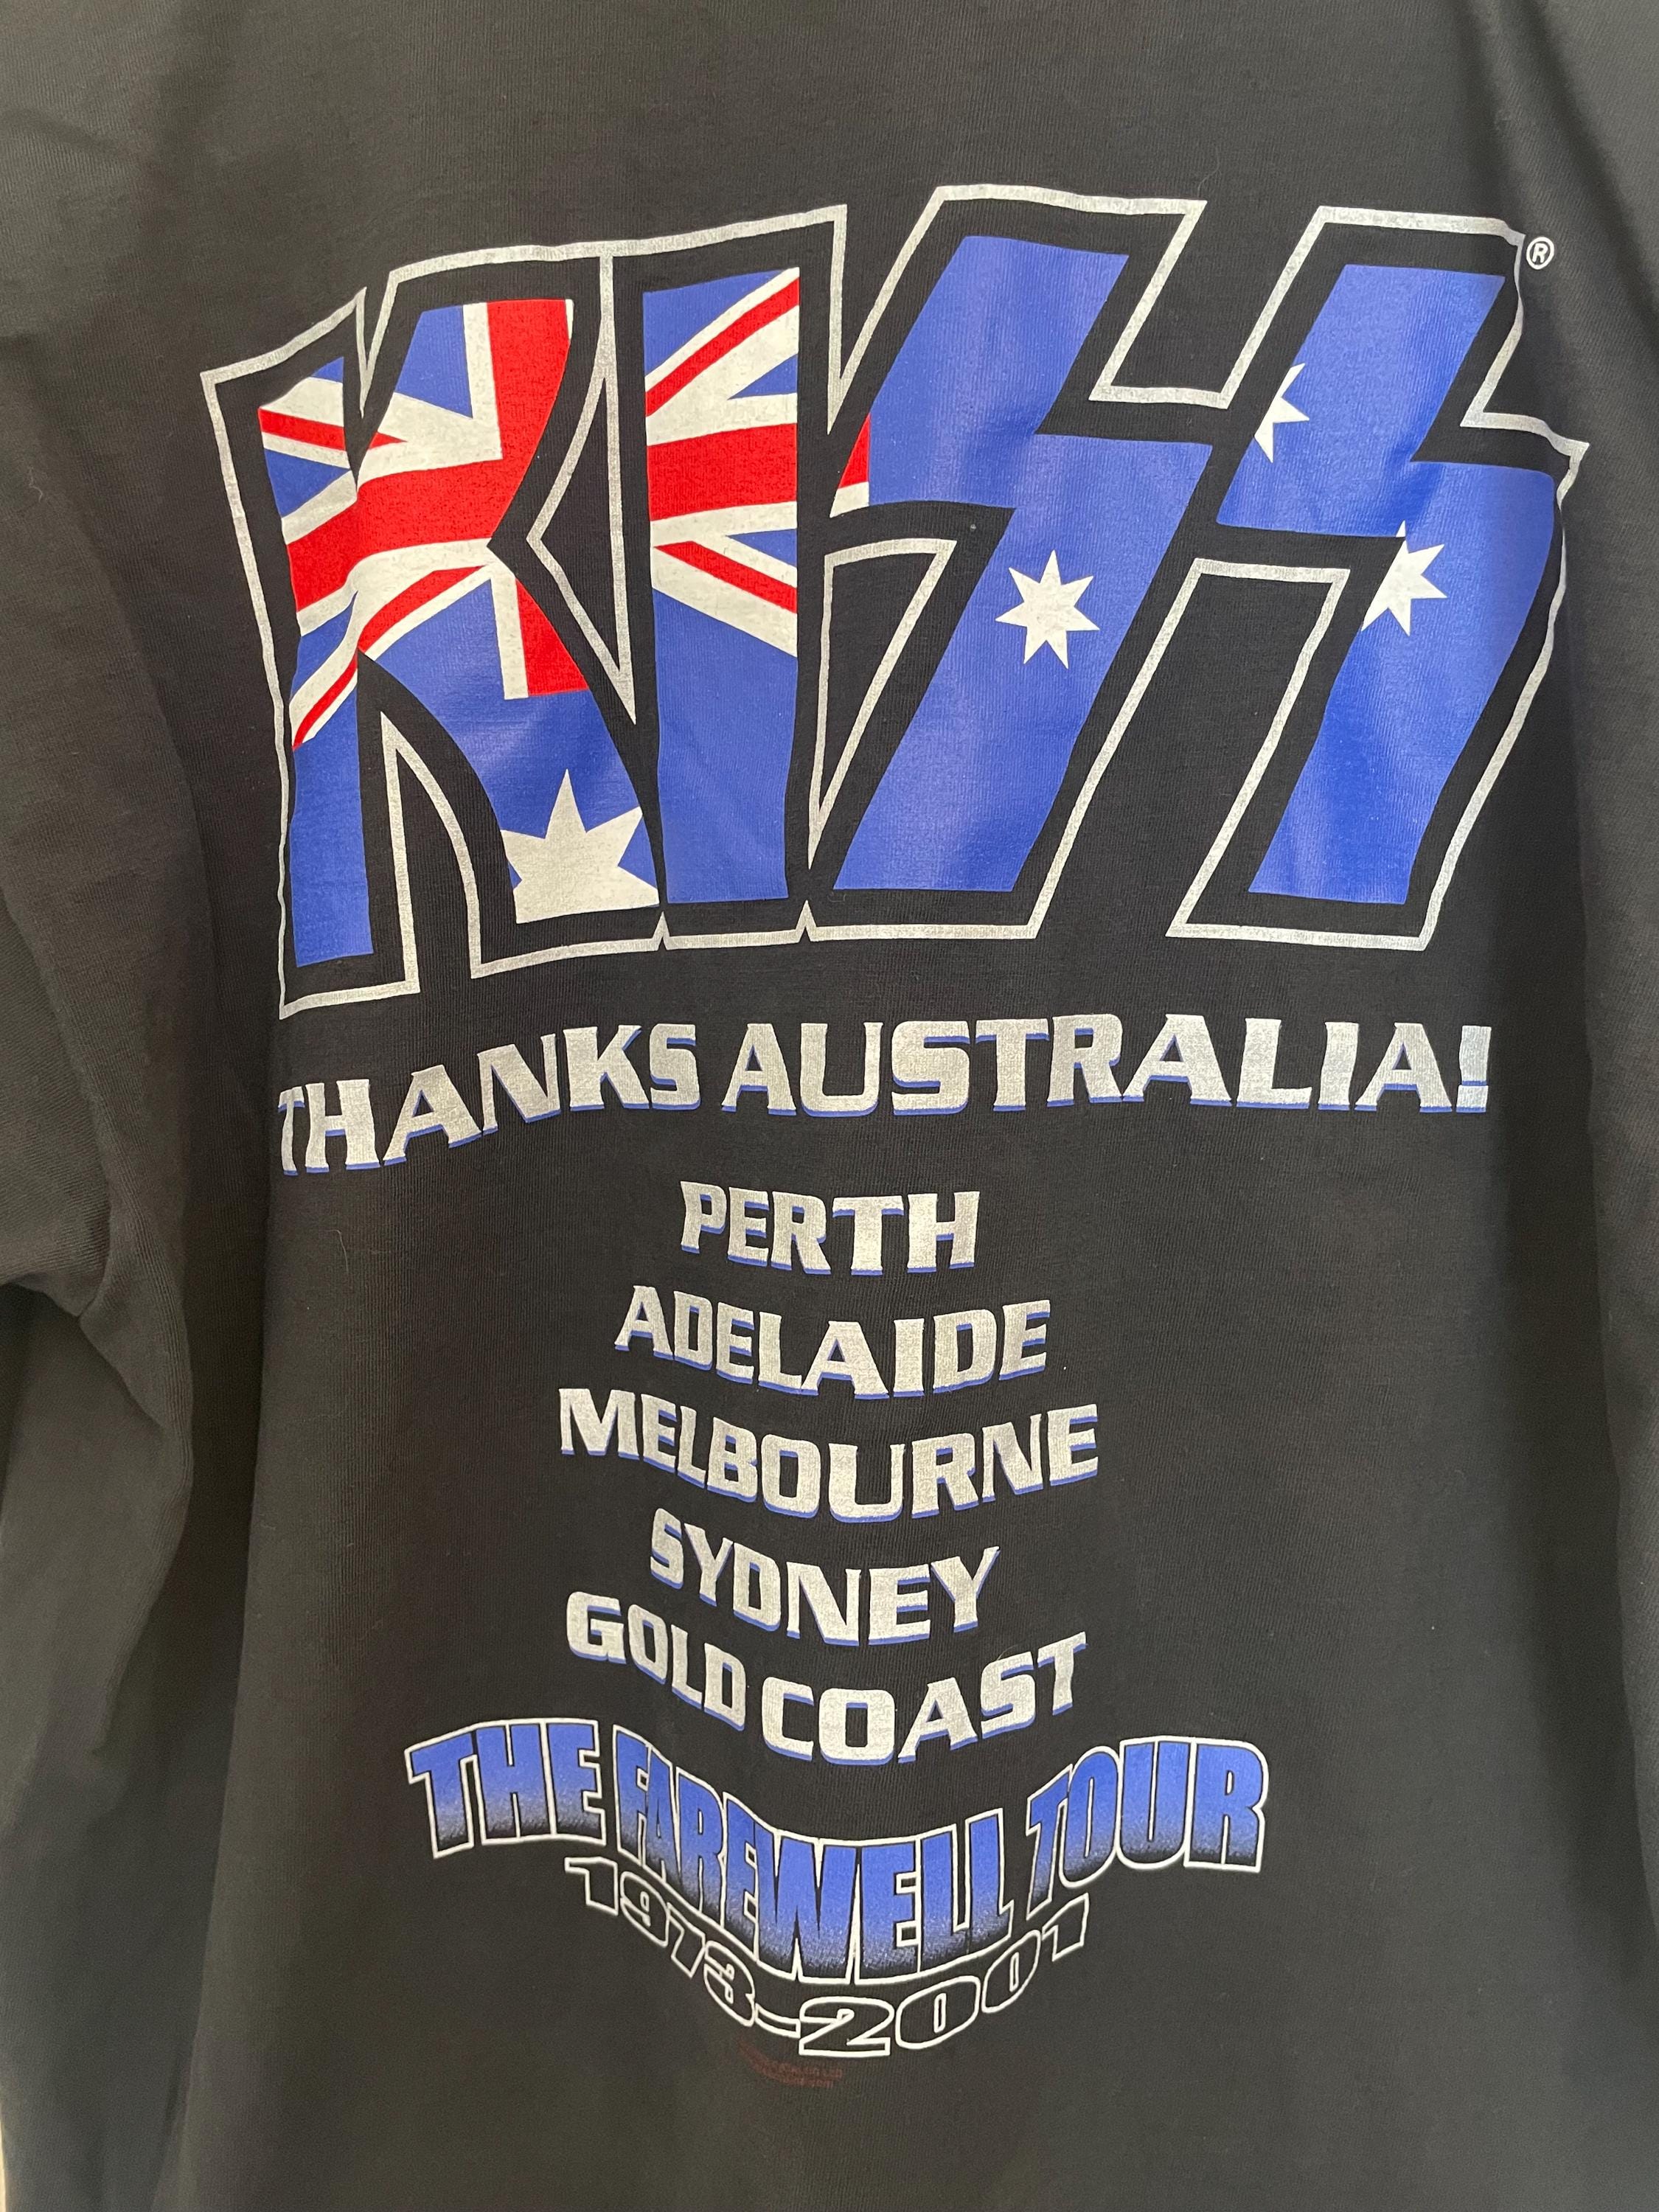 KISS®
THANKS AUSTRALIA!
PERTH
ADELAIDE
MELBOURNE
SYDNEY
GOLD COAST
THE FAREWELL TOUR
1973-2001